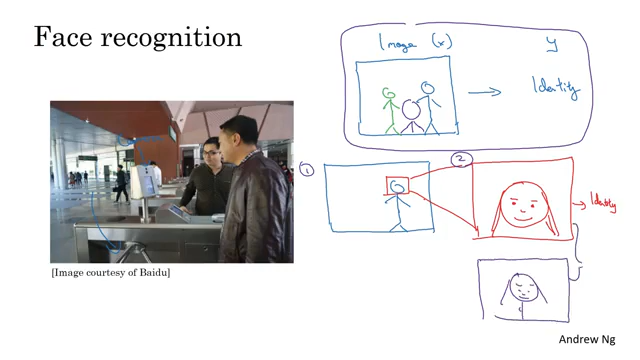 Face recognition
Image (x)
y
Identity
1
2
Identity
[Image courtesy of Baidu]
Andrew Ng